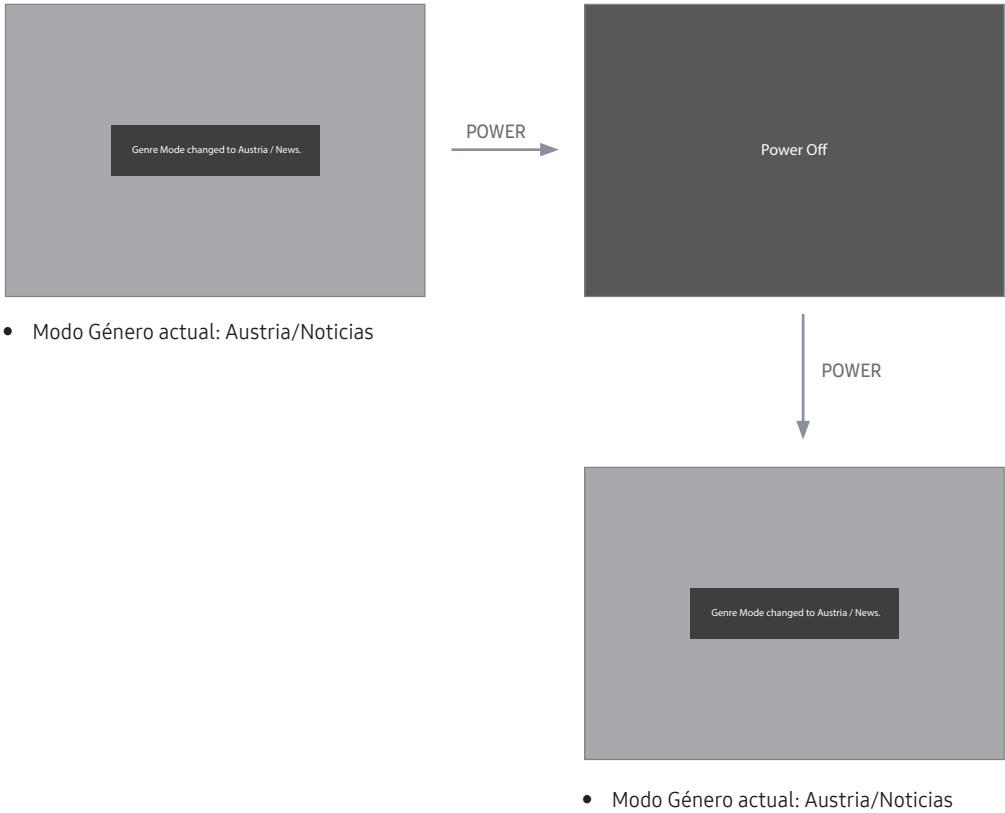 Genre Mode changed to Austria / News.
POWER
Power Off
• Modo Género actual: Austria/Noticias
POWER
Genre Mode changed to Austria / News.
• Modo Género actual: Austria/Noticias